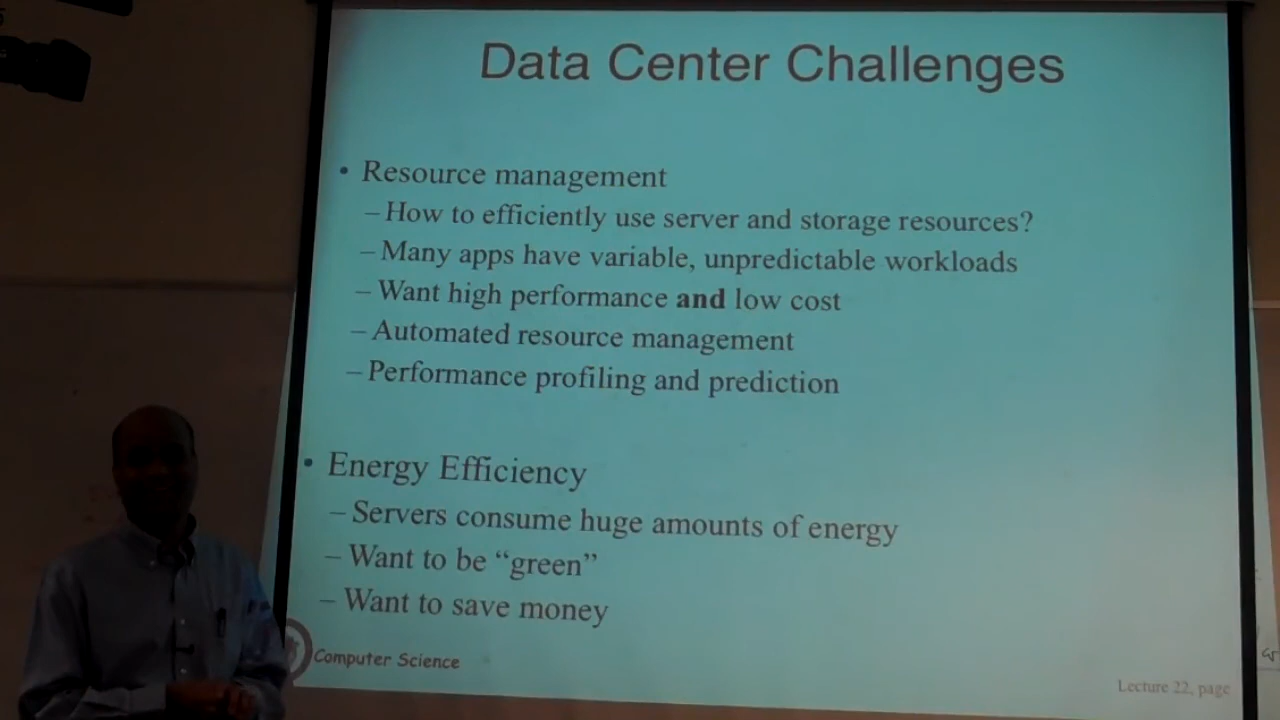 Data Center Challenges
• Resource management
– How to efficiently use server and storage resources?
– Many apps have variable, unpredictable workloads
– Want high performance and low cost
– Automated resource management
– Performance profiling and prediction
• Energy Efficiency
– Servers consume huge amounts of energy
– Want to be “green”
– Want to save money
Computer Science
Lecture 22, page